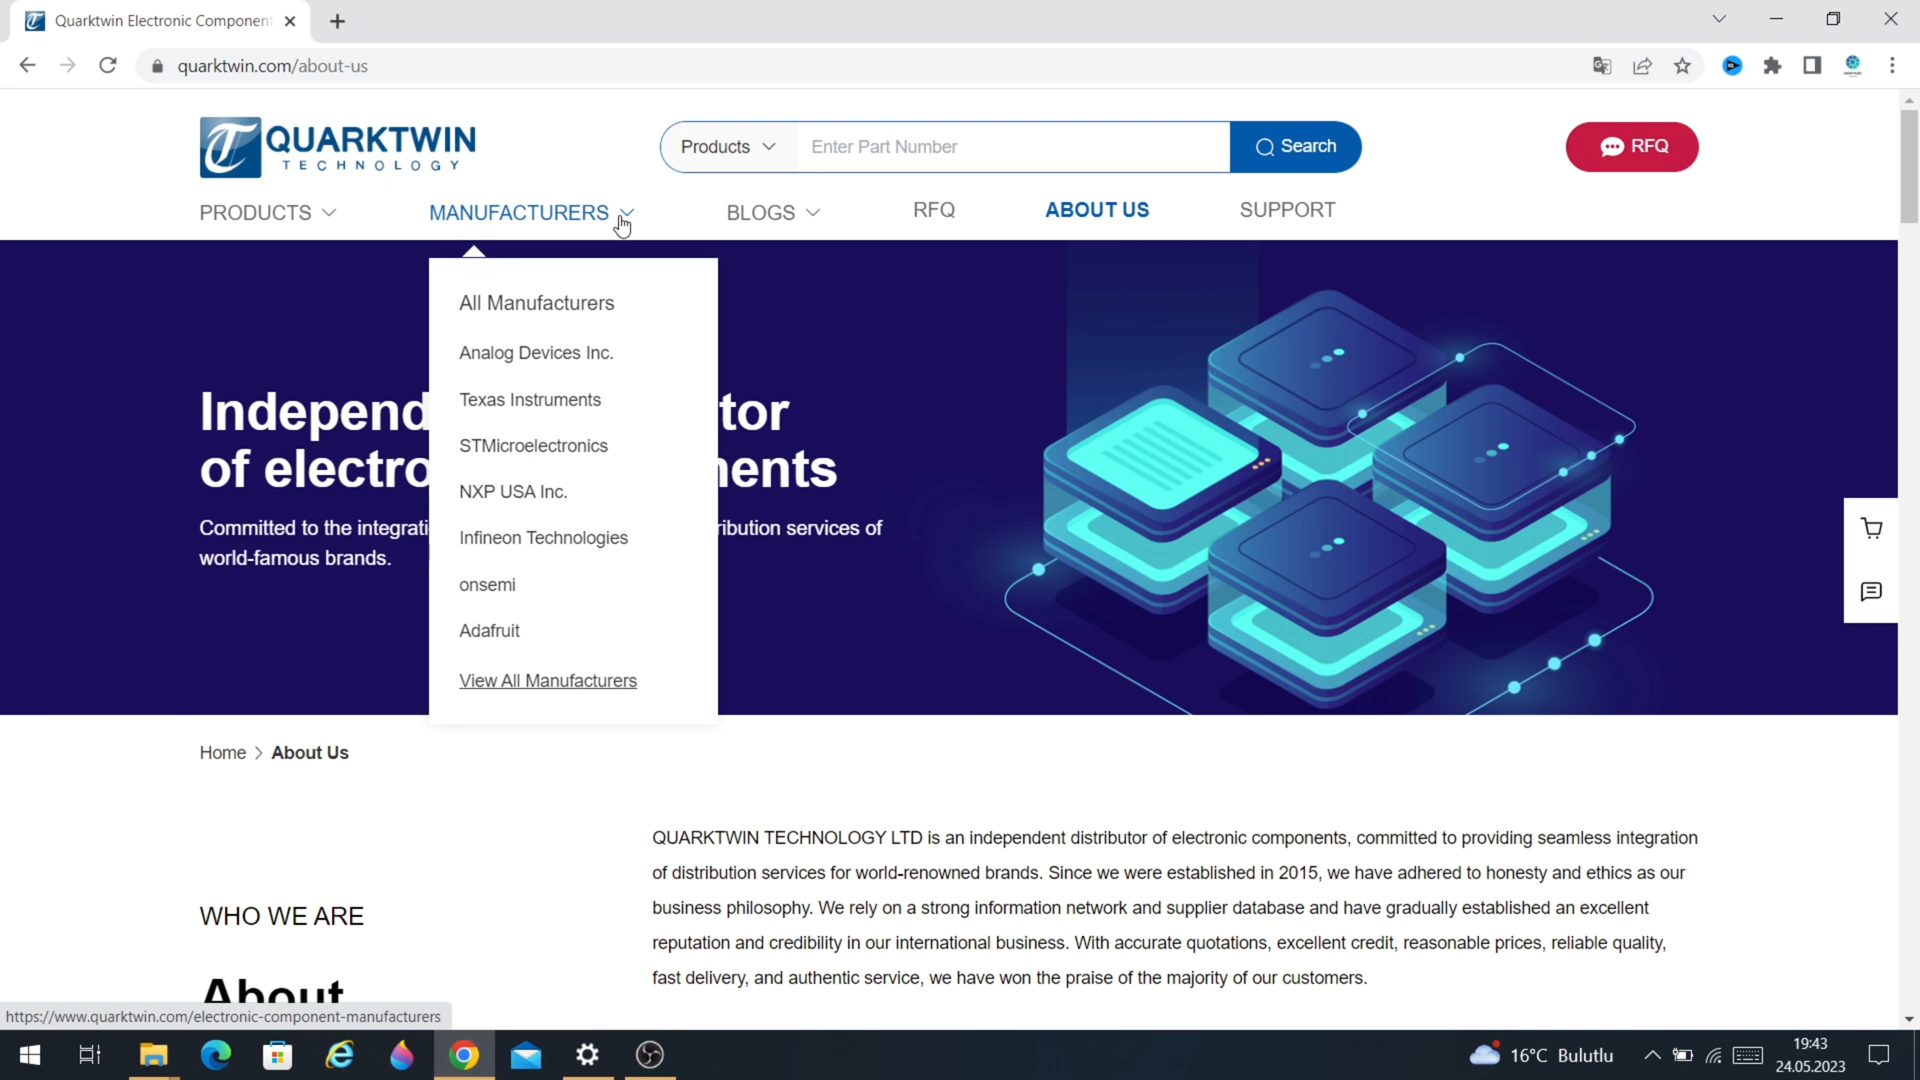 Quarktwin Electronic Component
quarktwin.com/about-us
QUARKTWIN
TECHNOLOGY
Products
Enter Part Number
Search
RFQ
PRODUCTS
MANUFACTURERS
BLOGS
RFQ
ABOUT US
SUPPORT
All Manufacturers
Analog Devices Inc.
Texas Instruments
STMicroelectronics
NXP USA Inc.
Infineon Technologies
onsemi
Adafruit
View All Manufacturers
Independ tor
of electro nents
Committed to the integrati ribution services of
world-famous brands.
Home > About Us
WHO WE ARE
About
QUARKTWIN TECHNOLOGY LTD is an independent distributor of electronic components, committed to providing seamless integration
of distribution services for world-renowned brands. Since we were established in 2015, we have adhered to honesty and ethics as our
business philosophy. We rely on a strong information network and supplier database and have gradually established an excellent
reputation and credibility in our international business. With accurate quotations, excellent credit, reasonable prices, reliable quality,
fast delivery, and authentic service, we have won the praise of the majority of our customers.
https://www.quarktwin.com/electronic-component-manufacturers
16°C Bulutlu
19:43
24.05.2023